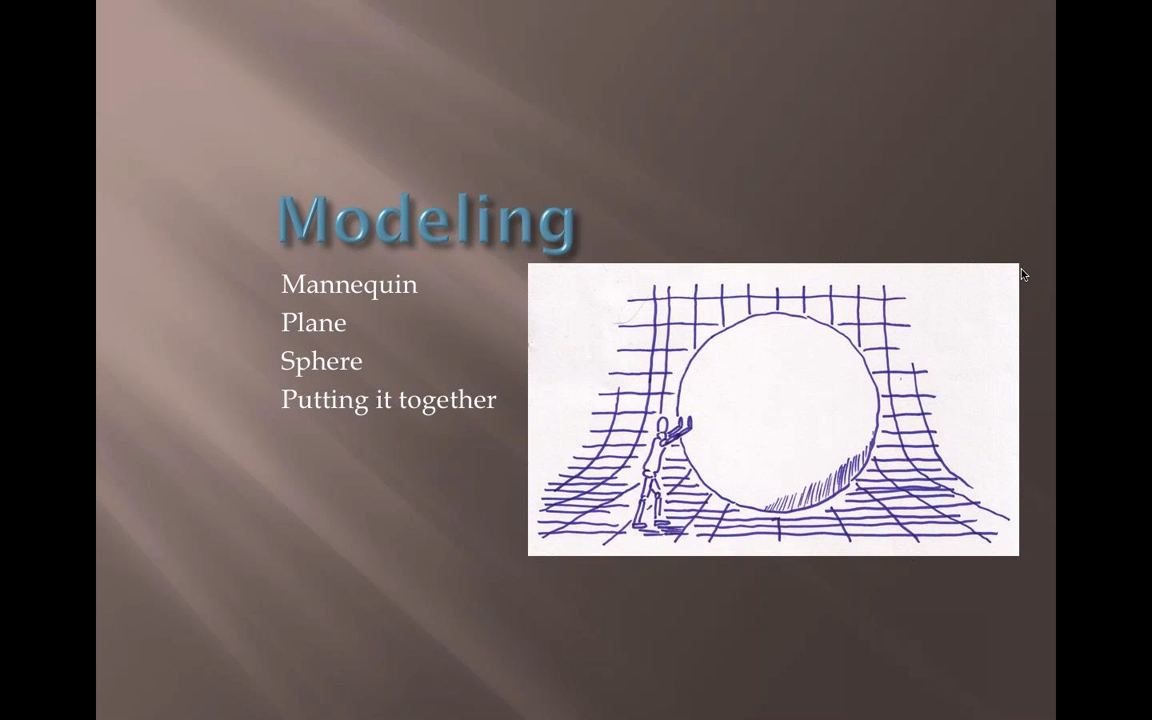 Modeling
Mannequin
Plane
Sphere
Putting it together